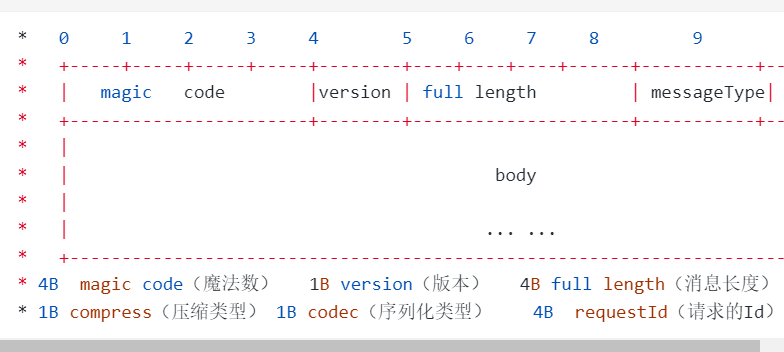 *   0     1     2     3     4        5     6    7     8         9
*   +-----+-----+-----+-----+--------+----+----+----+------+-----------+--
*   |   magic   code        |version | full length         | messageType|
*   +-----------------------+--------+---------------------+-----------+--
*   |
*   |                                         body
*   |
*   |                                        ... ...
*   +--------------------------------------------------------------------
* 4B  magic code（魔法数）   1B version（版本）   4B full length（消息长度）
* 1B compress（压缩类型） 1B codec（序列化类型）    4B  requestId（请求的Id）